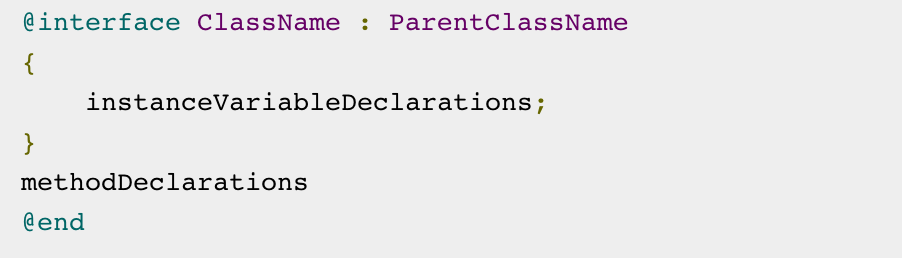 @interface ClassName : ParentClassName
{
    instanceVariableDeclarations;
}
methodDeclarations
@end